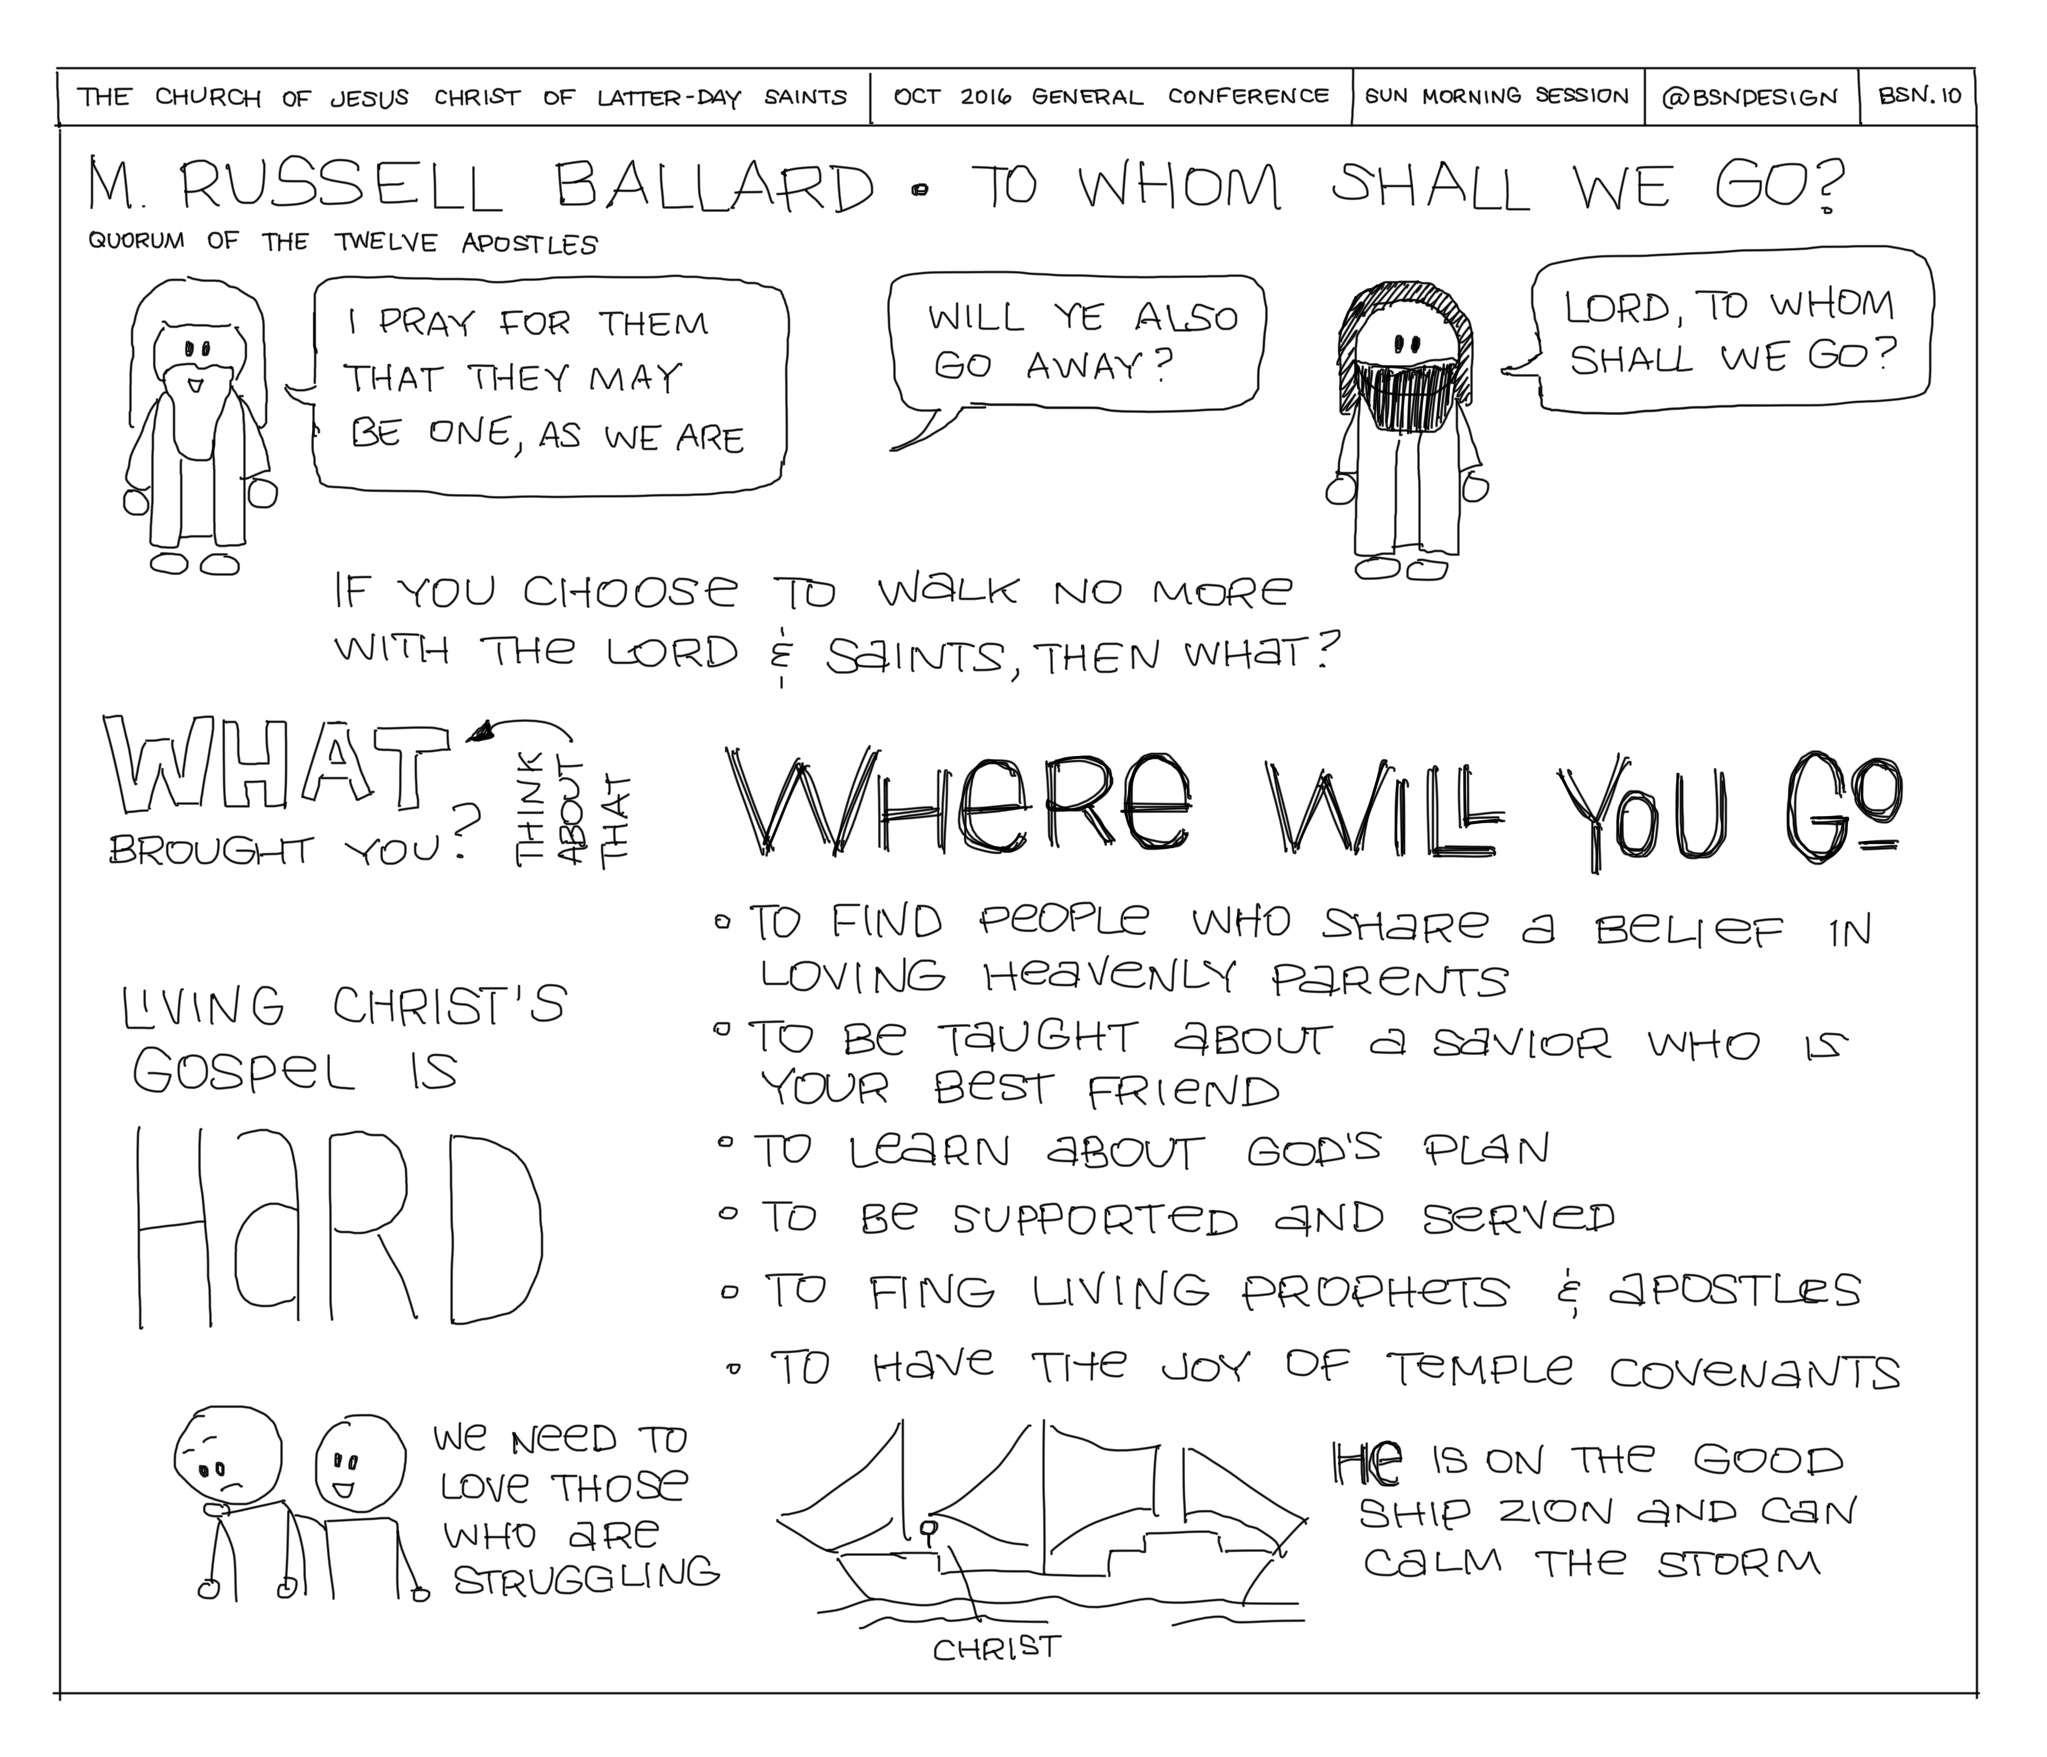 THE CHURCH OF JESUS CHRIST OF LATTER-DAY SAINTS
OCT 2016 GENERAL CONFERENCE
SUN MORNING SESSION
@BSNDESIGN
BSN.10
M. RUSSELL BALLARD • TO WHOM SHALL WE GO?
QUORUM OF THE TWELVE APOSTLES
I PRAY FOR THEM
THAT THEY MAY
BE ONE, AS WE ARE
WILL YE ALSO
GO AWAY?
LORD, TO WHOM
SHALL WE GO?
IF YOU CHOOSE TO WALK NO MORE
WITH THE LORD & SAINTS, THEN WHAT?
WHAT
BROUGHT YOU?
THINK
ABOUT
THAT
WHERE WILL YOU GO
• TO FIND PEOPLE WHO SHARE A BELIEF IN
LOVING HEAVENLY PARENTS
• TO BE TAUGHT ABOUT A SAVIOR WHO IS
YOUR BEST FRIEND
• TO LEARN ABOUT GOD'S PLAN
• TO BE SUPPORTED AND SERVED
• TO FING LIVING PROPHETS & APOSTLES
• TO HAVE THE JOY OF TEMPLE COVENANTS
LIVING CHRIST'S
GOSPEL IS
HARD
WE NEED TO
LOVE THOSE
WHO ARE
STRUGGLING
CHRIST
HE IS ON THE GOOD
SHIP ZION AND CAN
CALM THE STORM